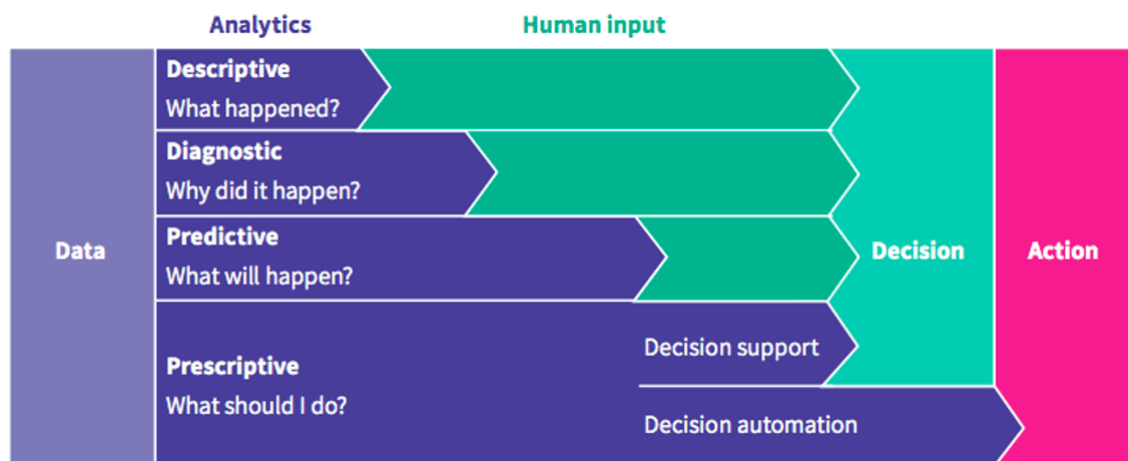 Analytics
Human input
Data
Descriptive
What happened?
Diagnostic
Why did it happen?
Predictive
What will happen?
Prescriptive
What should I do?
Decision support
Decision automation
Decision
Action